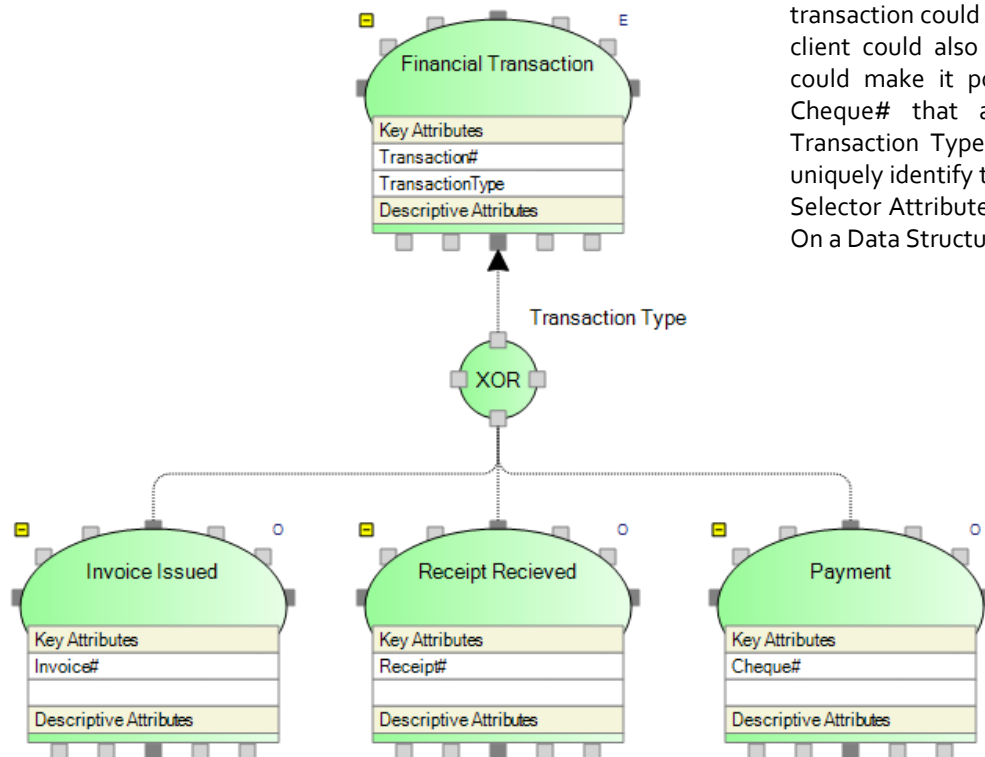 transaction could
client could also
could make it
Cheque# that
Transaction Type
uniquely identify
Selector Attribute
On a Data
E
Financial Transaction
Key Attributes
Transaction#
TransactionType
Descriptive Attributes
Transaction Type
XOR
O
Invoice Issued
Key Attributes
Invoice#
Descriptive Attributes
O
Receipt Recieved
Key Attributes
Receipt#
Descriptive Attributes
O
Payment
Key Attributes
Cheque#
Descriptive Attributes